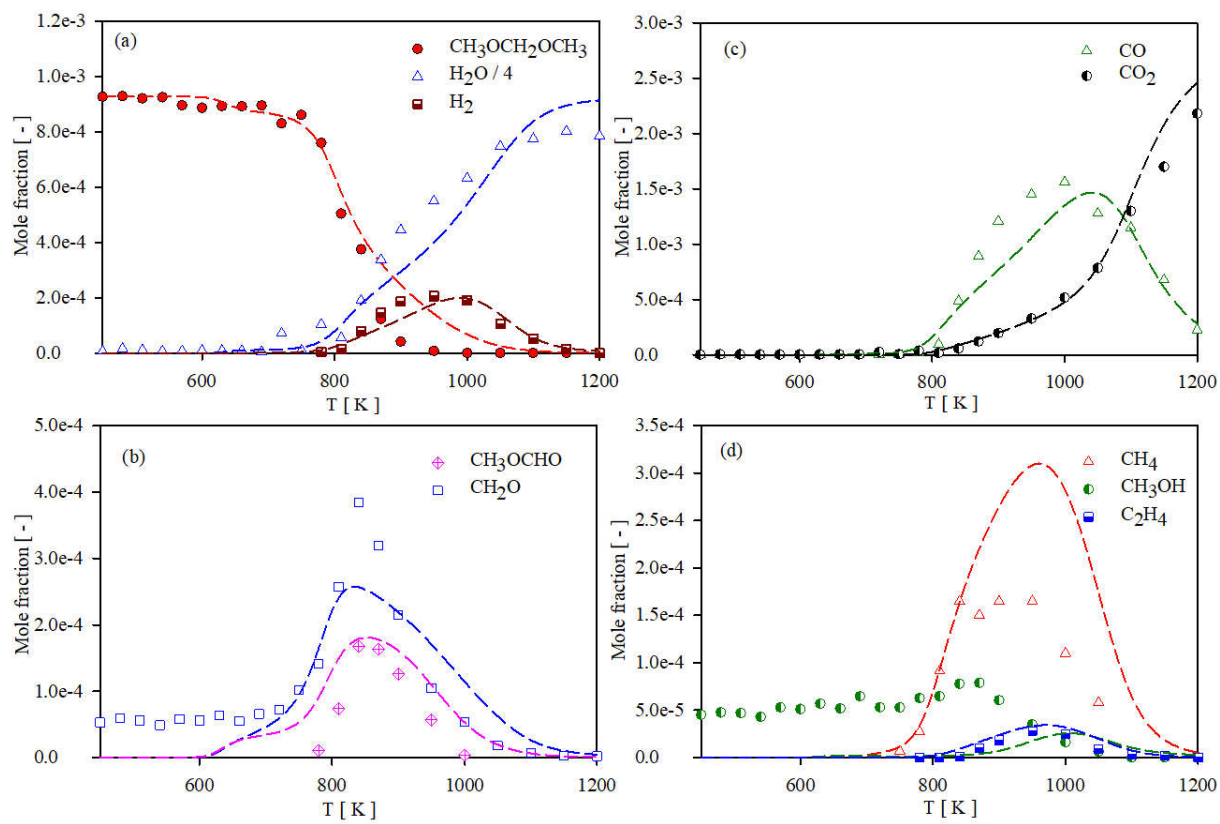 (a)
CH3OCH2OCH3
H2O / 4
H2
Mole fraction [ - ]
1.2e-3
1.0e-3
8.0e-4
6.0e-4
4.0e-4
2.0e-4
0.0
600 800 1000 1200
T [ K ]
(c)
CO
CO2
Mole fraction [ - ]
3.0e-3
2.5e-3
2.0e-3
1.5e-3
1.0e-3
5.0e-4
0.0
600 800 1000 1200
T [ K ]
(b)
CH3OCHO
CH2O
Mole fraction [ - ]
5.0e-4
4.0e-4
3.0e-4
2.0e-4
1.0e-4
0.0
600 800 1000 1200
T [ K ]
(d)
CH4
CH3OH
C2H4
Mole fraction [ - ]
3.5e-4
3.0e-4
2.5e-4
2.0e-4
1.5e-4
1.0e-4
5.0e-5
0.0
600 800 1000 1200
T [ K ]